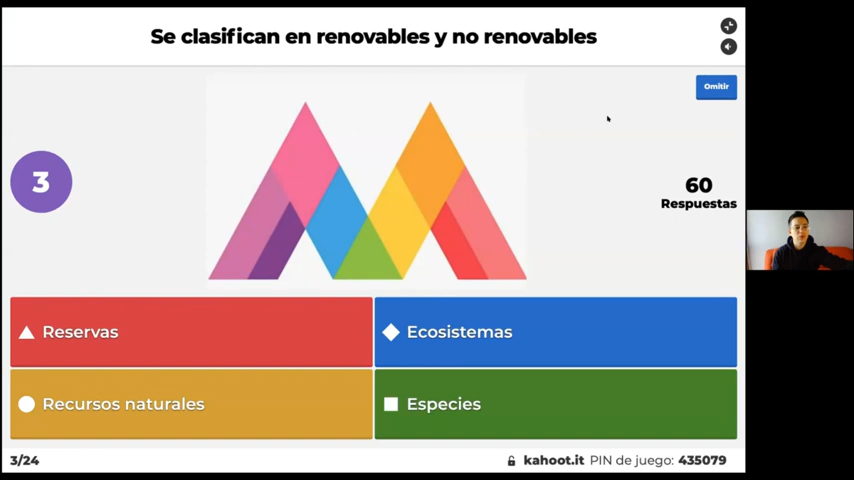 Se clasifican en renovables y no renovables
Omitir
3
60
Respuestas
Reservas
Ecosistemas
Recursos naturales
Especies
3/24
kahoot.it PIN de juego: 435079